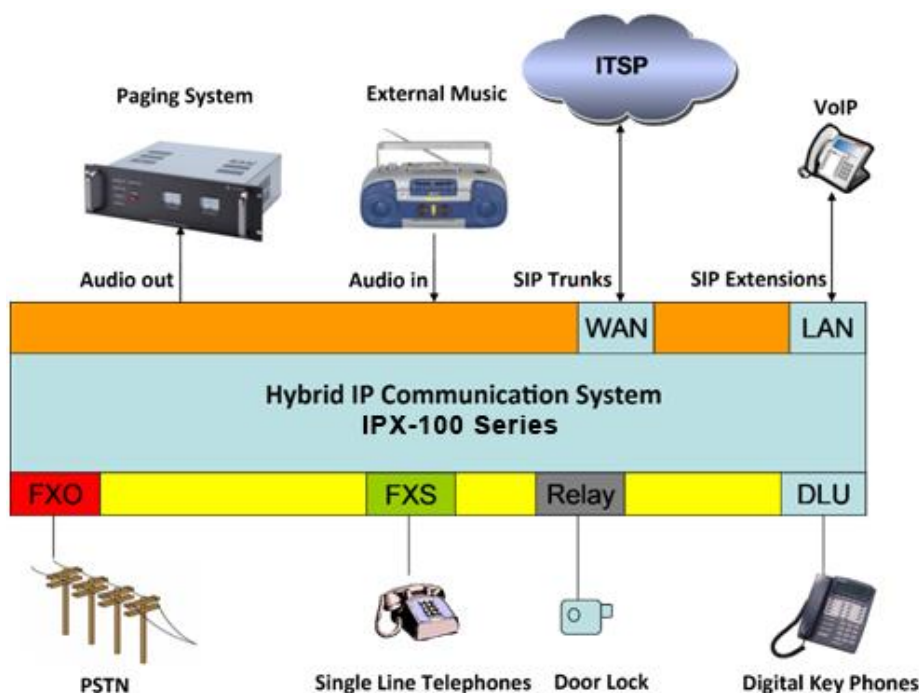 ITSP
Paging System
External Music
VoIP
Audio out
Audio in
SIP Trunks
SIP Extensions
WAN
LAN
Hybrid IP Communication System
IPX-100 Series
FXO
FXS
Relay
DLU
PSTN
Single Line Telephones
Door Lock
Digital Key Phones